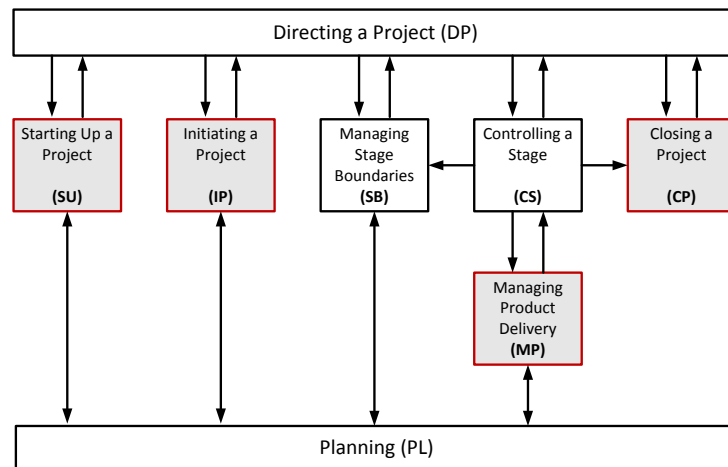 Directing a Project (DP)
Starting Up a
Project
(SU)
Initiating a
Project
(IP)
Managing
Stage
Boundaries
(SB)
Controlling a
Stage
(CS)
Closing a
Project
(CP)
Managing
Product
Delivery
(MP)
Planning (PL)